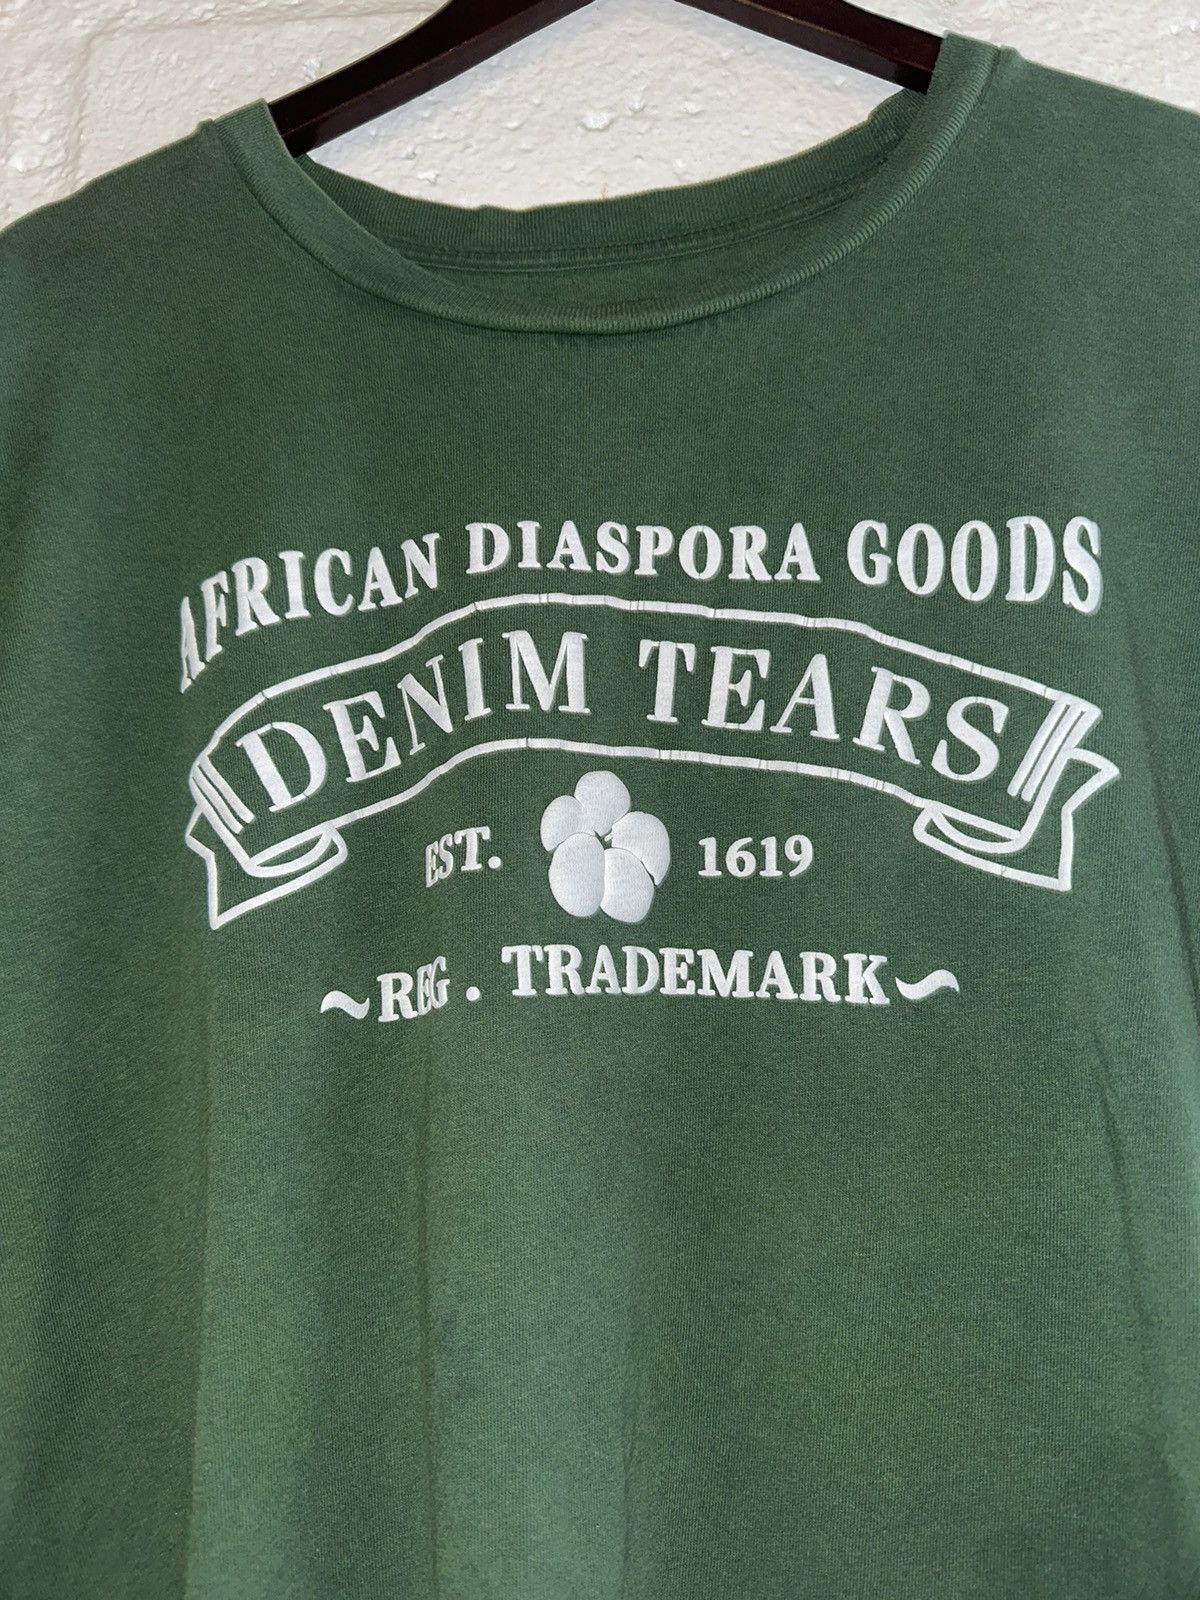 AFRICAN DIASPORA GOODS
DENIM TEARS
EST. 1619
~REG. TRADEMARK~